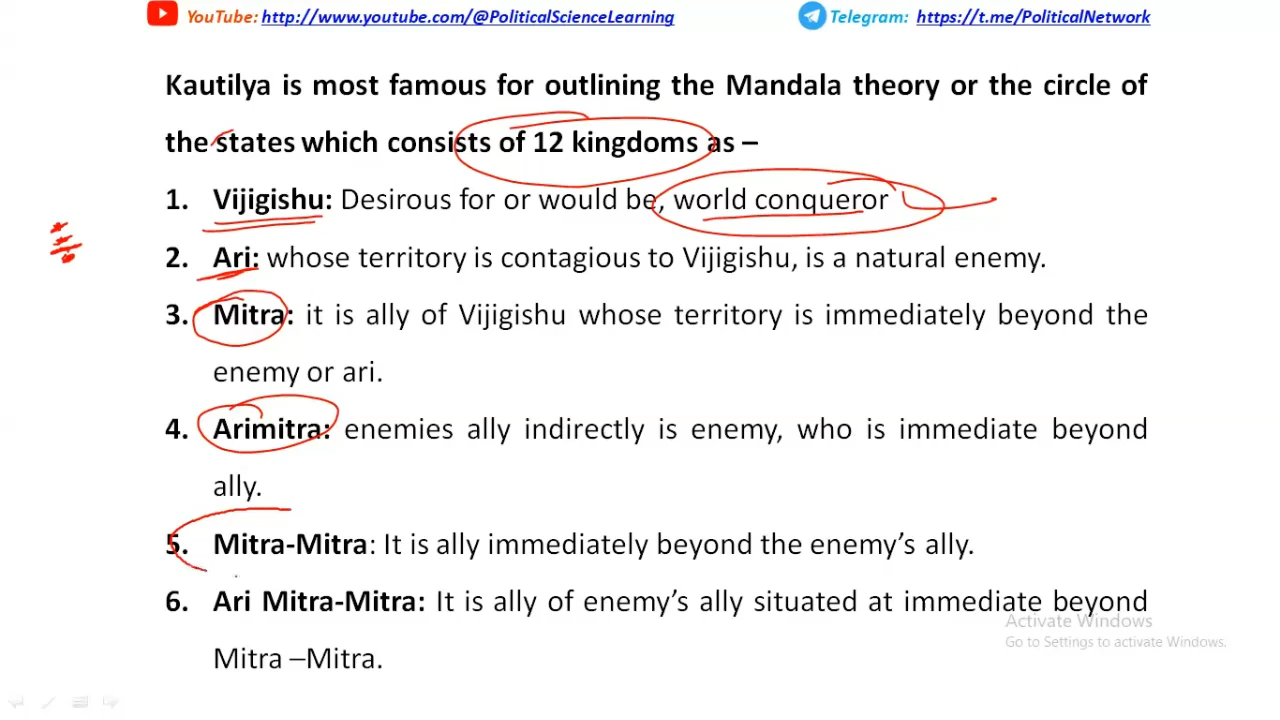 YouTube: http://www.youtube.com/@PoliticalScienceLearning Telegram: https://t.me/PoliticalNetwork
Kautilya is most famous for outlining the Mandala theory or the circle of
the states which consists of 12 kingdoms as –
1. Vijigishu: Desirous for or would be, world conqueror
2. Ari: whose territory is contagious to Vijigishu, is a natural enemy.
3. Mitra: it is ally of Vijigishu whose territory is immediately beyond the
enemy or ari.
4. Arimitra: enemies ally indirectly is enemy, who is immediate beyond
ally.
5. Mitra-Mitra: It is ally immediately beyond the enemy’s ally.
6. Ari Mitra-Mitra: It is ally of enemy’s ally situated at immediate beyond
Mitra –Mitra.
Activate Windows
Go to Settings to activate Windows.